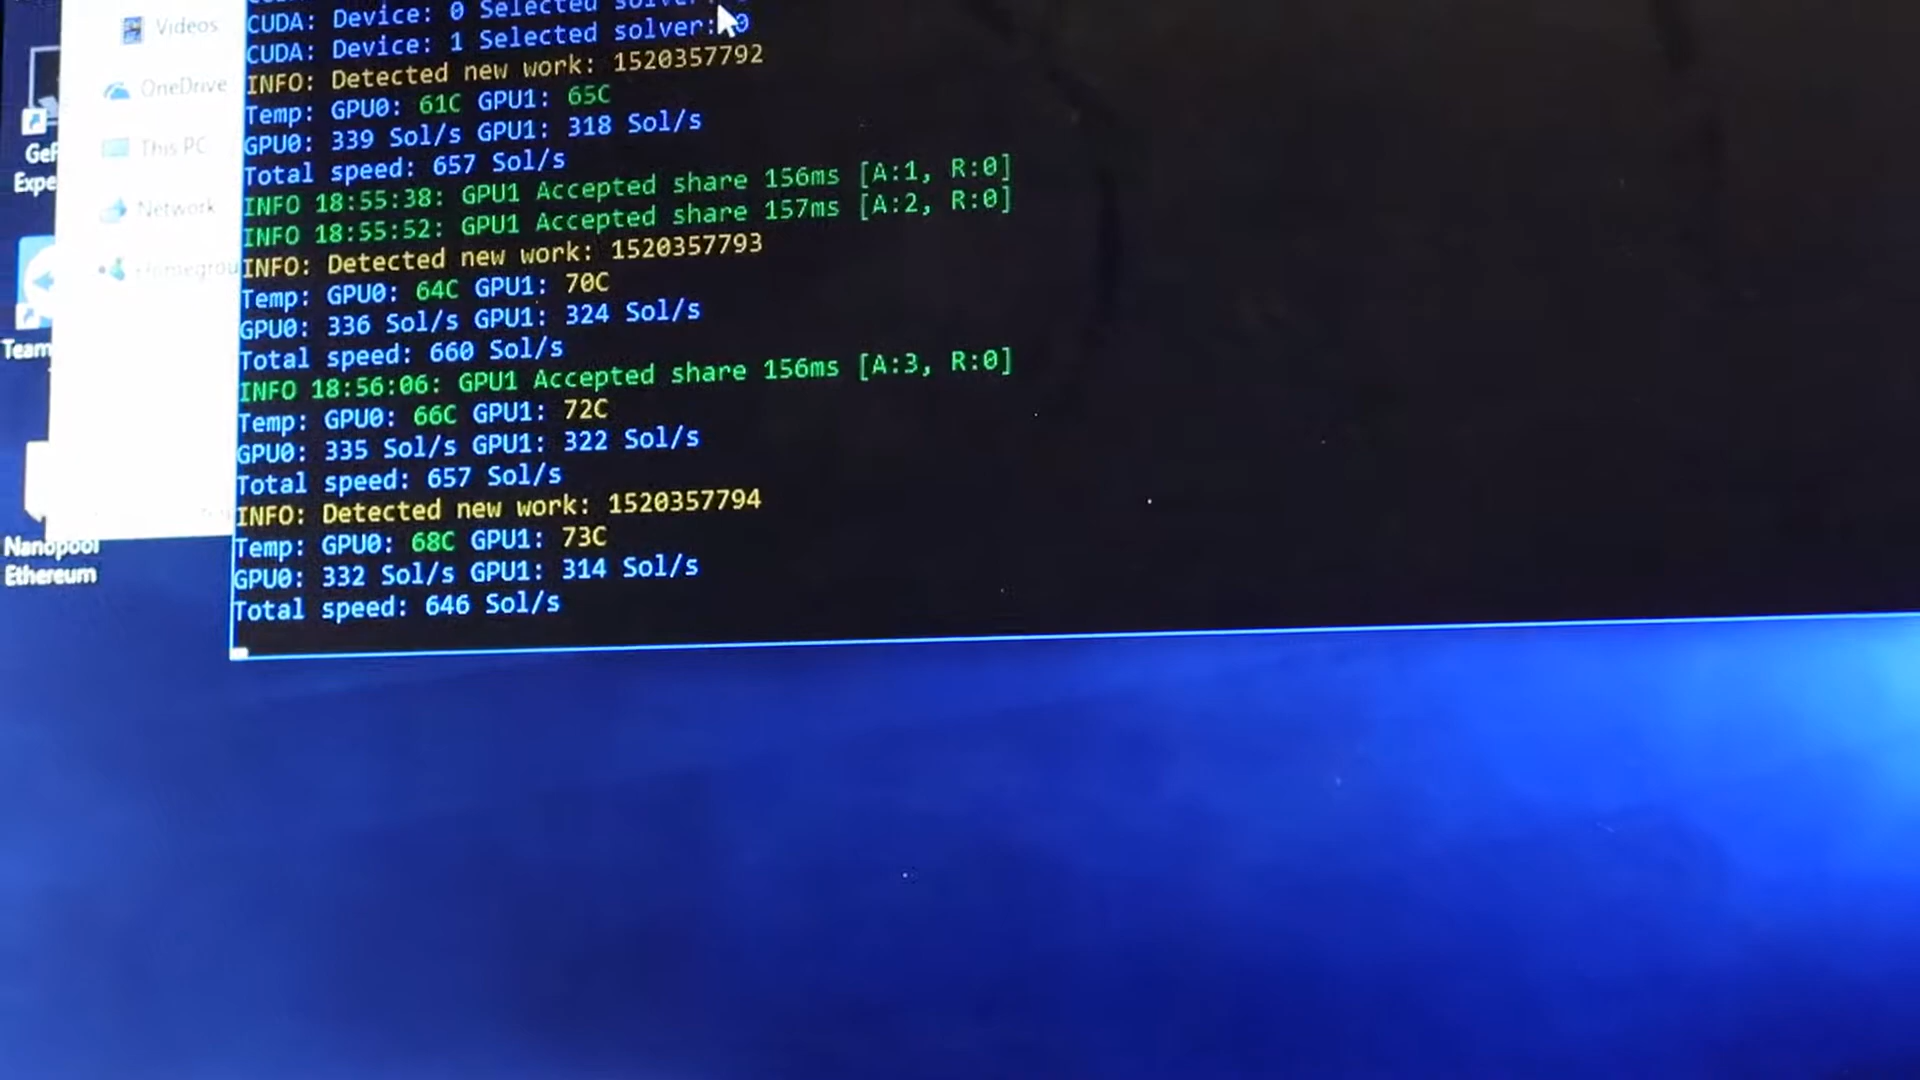 Videos
OneDrive
This PC
Network
Expe
Team
Nanopool
Ethereum
CUDA: Device: 0 Selected
CUDA: Device: 1 Selected solver: 0
INFO: Detected new work: 1520357792
Temp: GPU0: 61C GPU1: 65C
GPU0: 339 Sol/s GPU1: 318 Sol/s
Total speed: 657 Sol/s
INFO 18:55:38: GPU1 Accepted share 156ms [A:1, R:0]
INFO 18:55:52: GPU1 Accepted share 157ms [A:2, R:0]
INFO: Detected new work: 1520357793
Temp: GPU0: 64C GPU1: 70C
GPU0: 336 Sol/s GPU1: 324 Sol/s
Total speed: 660 Sol/s
INFO 18:56:06: GPU1 Accepted share 156ms [A:3, R:0]
Temp: GPU0: 66C GPU1: 72C
GPU0: 335 Sol/s GPU1: 322 Sol/s
Total speed: 657 Sol/s
INFO: Detected new work: 1520357794
Temp: GPU0: 68C GPU1: 73C
GPU0: 332 Sol/s GPU1: 314 Sol/s
Total speed: 646 Sol/s